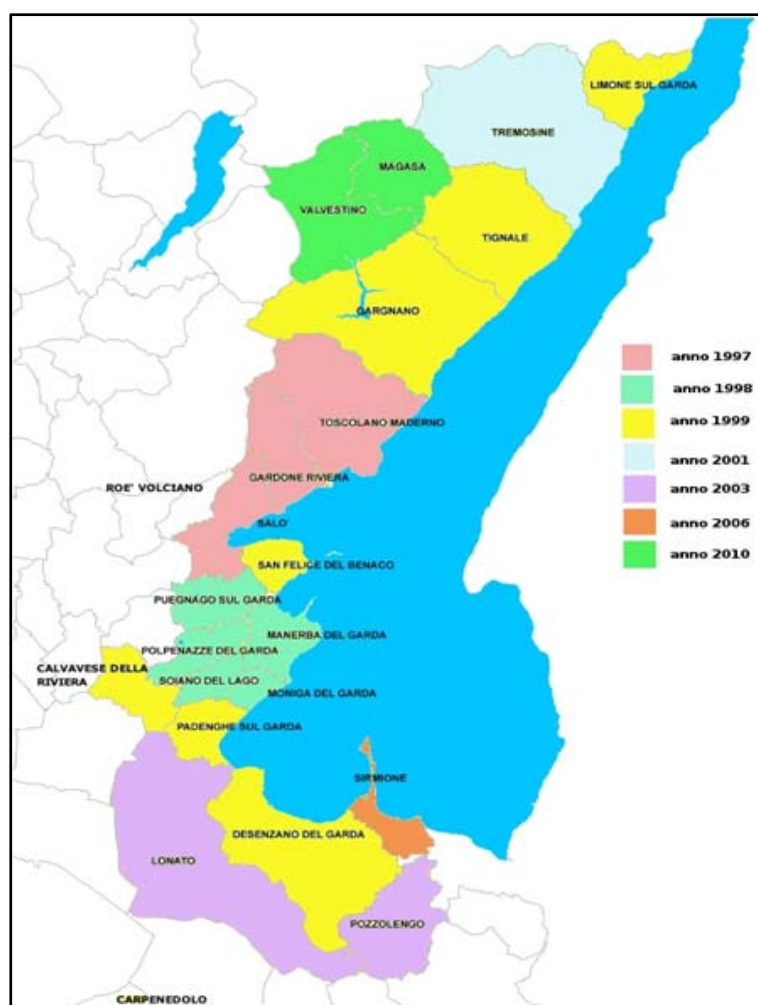 LIMONE SUL GARDA
TREMOSINE
MAGASA
VALVESTINO
TIGNALE
GARGNANO
anno 1997
anno 1998
anno 1999
anno 2001
anno 2003
anno 2006
anno 2010
TOSCOLANO MADERNO
GARDONE RIVIERA
ROE' VOLCIANO
SALO'
SAN FELICE DEL BENACO
PUEGNAGO SUL GARDA
MANERBA DEL GARDA
POLPENAZZE DEL GARDA
CALVAVESE DELLA
RIVIERA
SOIANO DEL LAGO
MONIGA DEL GARDA
PADENGHE SUL GARDA
SIRMIONE
DESENZANO DEL GARDA
LONATO
POZZOLENGO
CARPENEDOLO